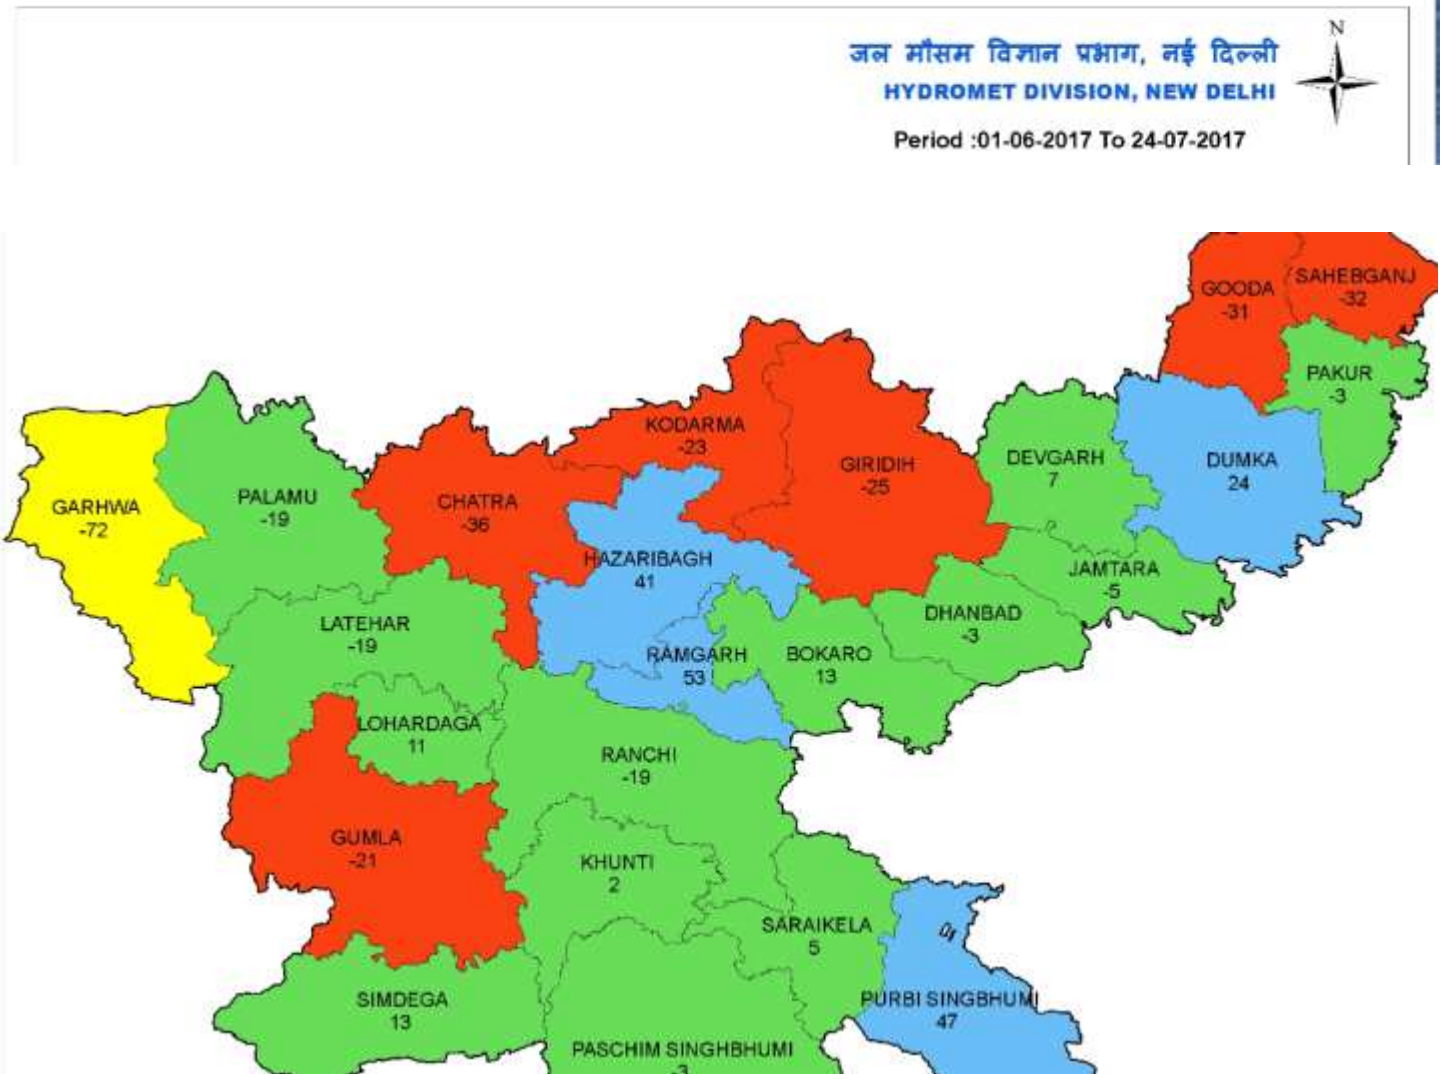 N
जल मौसम विज्ञान प्रभाग, नई दिल्ली
HYDROMET DIVISION, NEW DELHI
Period :01-06-2017 To 24-07-2017
GOODA
-31
SAHEBGANJ
-32
PAKUR
-3
KODARMA
-23
GIRIDIH
-25
DEVGARH
7
DUMKA
24
GARHWA
-72
PALAMU
-19
CHATRA
-36
HAZARIBAGH
41
JAMTARA
-5
LATEHAR
-19
DHANBAD
-3
RAMGARH
53
BOKARO
13
LOHARDAGA
11
RANCHI
-19
GUMLA
-21
KHUNTI
2
SARAIKELA
5
SIMDEGA
13
PURBI SINGBHUMI
47
PASCHIM SINGHBHUMI
-3